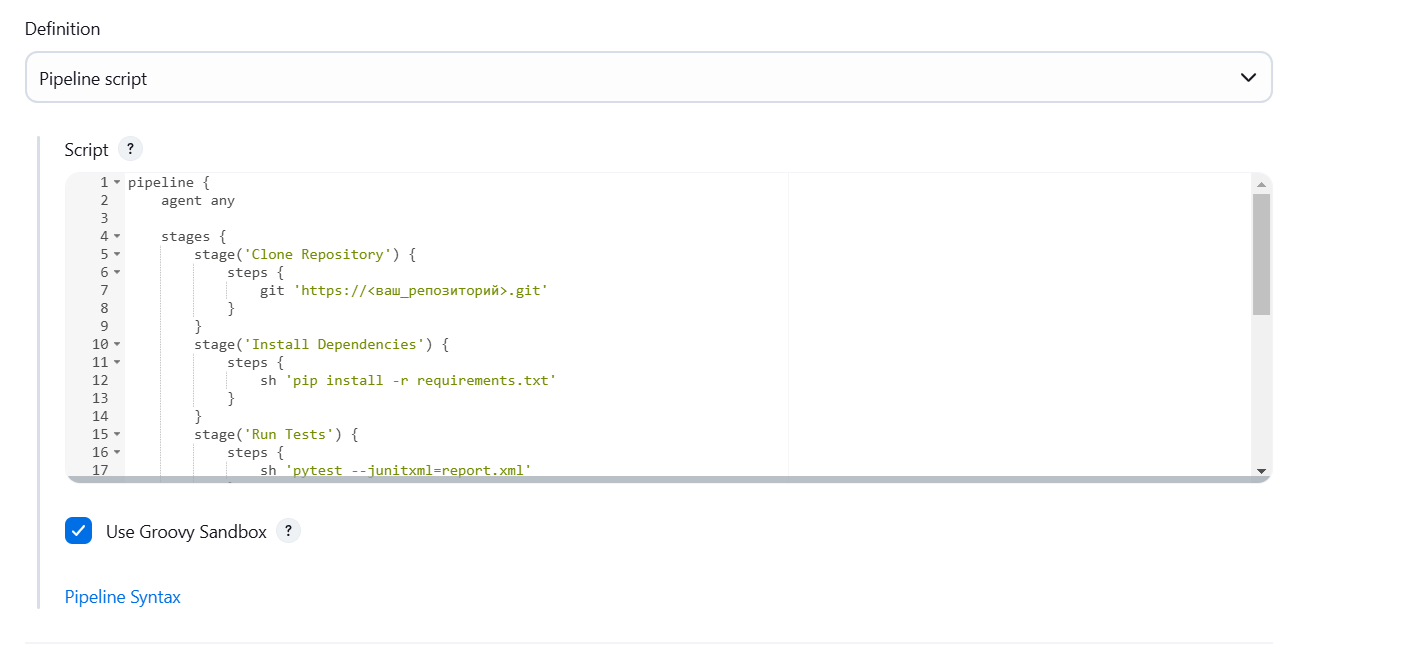 Definition
Pipeline script
Script ?
1 pipeline {
2     agent any
3
4     stages {
5         stage('Clone Repository') {
6             steps {
7                 git 'https://<ваш_репозиторий>.git'
8             }
9         }
10         stage('Install Dependencies') {
11             steps {
12                 sh 'pip install -r requirements.txt'
13             }
14         }
15         stage('Run Tests') {
16             steps {
17                 sh 'pytest --junitxml=report.xml'
Use Groovy Sandbox ?
Pipeline Syntax